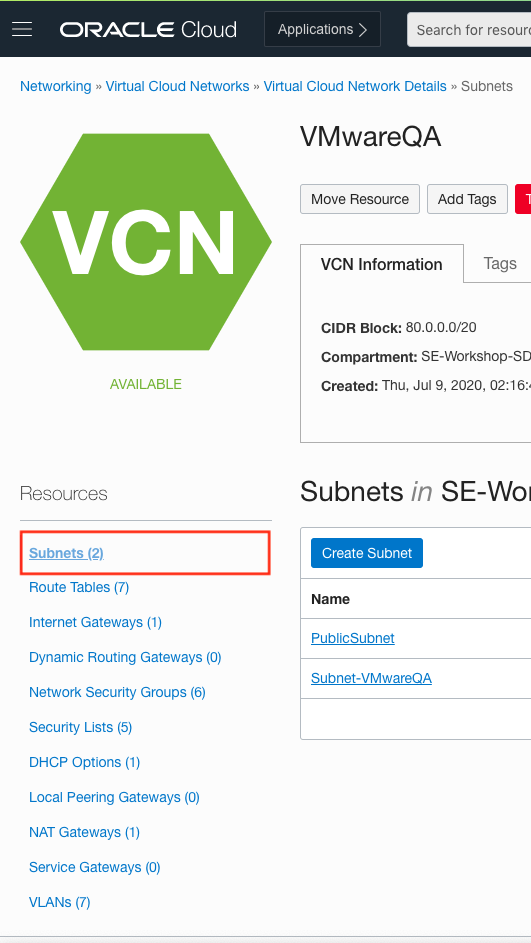 ORACLE Cloud
Applications
Search for resour
Networking » Virtual Cloud Networks » Virtual Cloud Network Details » Subnets
VCN
AVAILABLE
VMwareQA
Move Resource
Add Tags
T
VCN Information
Tags
CIDR Block: 80.0.0.0/20
Compartment: SE-Workshop-SD
Created: Thu, Jul 9, 2020, 02:16:
Resources
Subnets (2)
Route Tables (7)
Internet Gateways (1)
Dynamic Routing Gateways (0)
Network Security Groups (6)
Security Lists (5)
DHCP Options (1)
Local Peering Gateways (0)
NAT Gateways (1)
Service Gateways (0)
VLANs (7)
Subnets in SE-Wor
Create Subnet
Name
PublicSubnet
Subnet-VMwareQA